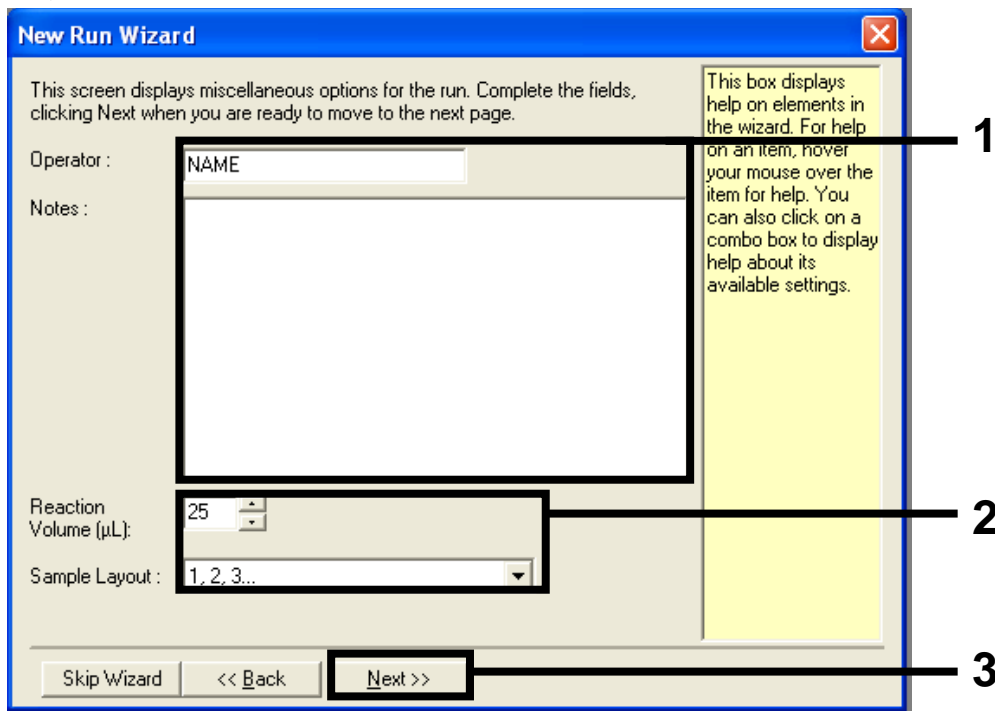 New Run Wizard
This screen displays miscellaneous options for the run. Complete the fields,
clicking Next when you are ready to move to the next page.
This box displays
help on elements in
the wizard. For help
on an item, hover
your mouse over the
item for help. You
can also click on a
combo box to display
help about its
available settings.
1
Operator :
NAME
Notes :
Reaction
Volume (µL):
25
2
Sample Layout :
1, 2, 3...
Skip Wizard
<< Back
Next >>
3